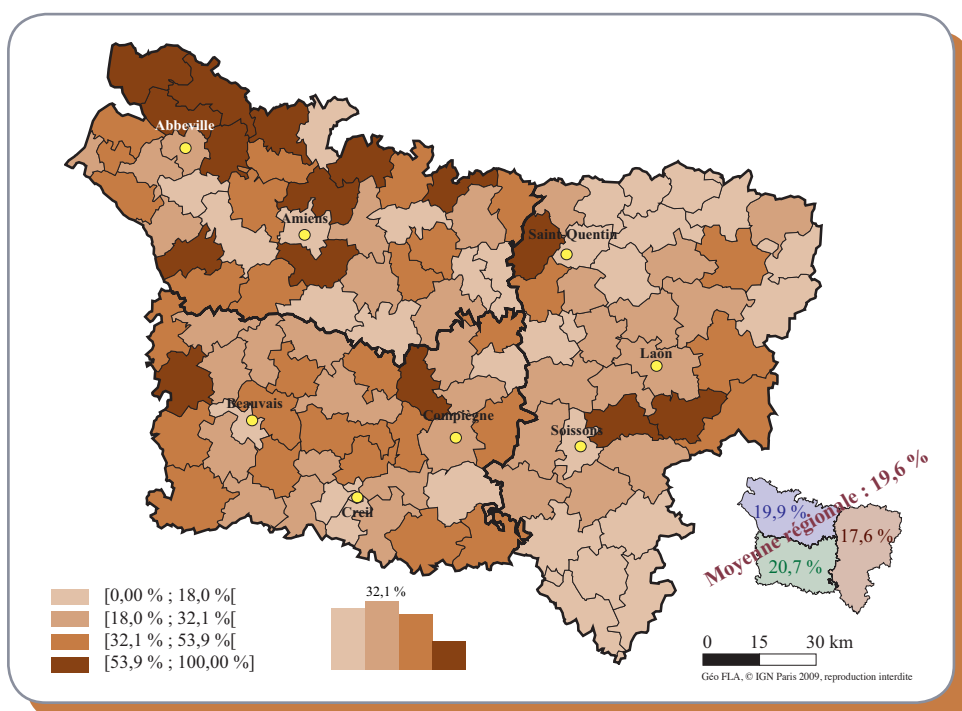 Abbeville
Amiens
Saint-Quentin
Laon
Beauvais
Compiègne
Soissons
Creil
Moyenne régionale : 19,6 %
19,9 %
17,6 %
20,7 %
[0,00 % ; 18,0 %[
[18,0 % ; 32,1 %[
[32,1 % ; 53,9 %[
[53,9 % ; 100,00 %]
32,1 %
0 15 30 km
Géo FLA, © IGN Paris 2009, reproduction interdite